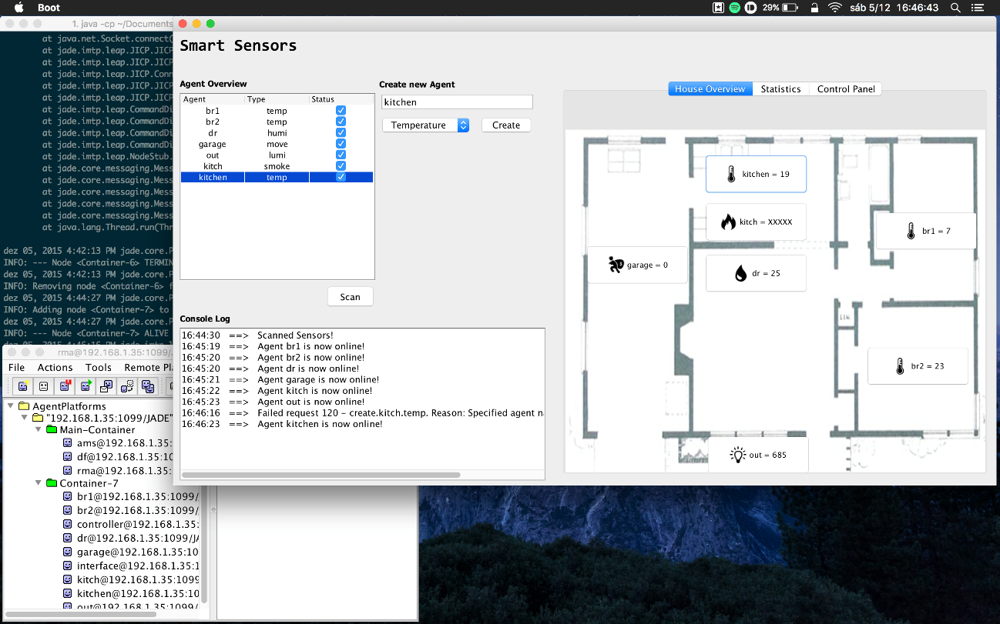 Boot
29%
sáb 5/12 16:46:43
1. java -cp ~/Documents
at java.net.Socket.connect(
at jade.imtp.leap.JICP.JICP
at jade.imtp.leap.JICP.JICP
at jade.imtp.leap.JICP.Conn
at jade.imtp.leap.JICP.JICP
at jade.imtp.leap.JICP.JICP
at jade.imtp.leap.CommandDi
at jade.imtp.leap.CommandDi
at jade.imtp.leap.CommandDi
at jade.imtp.leap.CommandDi
at jade.imtp.leap.NodeStub.
at jade.core.messaging.Mess
at jade.core.messaging.Mess
at jade.core.messaging.Mess
at jade.core.messaging.Mess
at jade.core.messaging.Mess
at java.lang.Thread.run(Thr
dez 05, 2015 4:42:13 PM jade.core.P
INFO: --- Node <Container-6> TERMIN
dez 05, 2015 4:42:13 PM jade.core.P
INFO: Removing node <Container-6> f
dez 05, 2015 4:44:27 PM jade.core.P
INFO: Adding node <Container-7> to
dez 05, 2015 4:44:27 PM jade.core.P
INFO: --- Node <Container-7> ALIVE
Smart Sensors
Agent Overview
Agent Type Status
br1 temp
br2 temp
dr humi
garage move
out lumi
kitch smoke
kitchen temp
Scan
Create new Agent
kitchen
Temperature Create
Console Log
16:44:30 ==> Scanned Sensors!
16:45:19 ==> Agent br1 is now online!
16:45:20 ==> Agent br2 is now online!
16:45:20 ==> Agent dr is now online!
16:45:21 ==> Agent garage is now online!
16:45:22 ==> Agent kitch is now online!
16:45:23 ==> Agent out is now online!
16:46:16 ==> Failed request 120 - create.kitch.temp. Reason: Specified agent n
16:46:23 ==> Agent kitchen is now online!
House Overview Statistics Control Panel
kitchen = 19
kitch = XXXXX
br1 = 7
garage = 0
dr = 25
LIN
br2 = 23
out = 685
rma@192.168.1.35:1099/
File Actions Tools Remote Pl
AgentPlatforms
"192.168.1.35:1099/JADE"
Main-Container
ams@192.168.1.35:
df@192.168.1.35:1
rma@192.168.1.35:
Container-7
br1@192.168.1.35:1099/
br2@192.168.1.35:1099/
controller@192.168.1.35
dr@192.168.1.35:1099/JA
garage@192.168.1.35:10
interface@192.168.1.35:
kitch@192.168.1.35:1099
kitchen@192.168.1.35:10
out@192.168.1.35:1099/